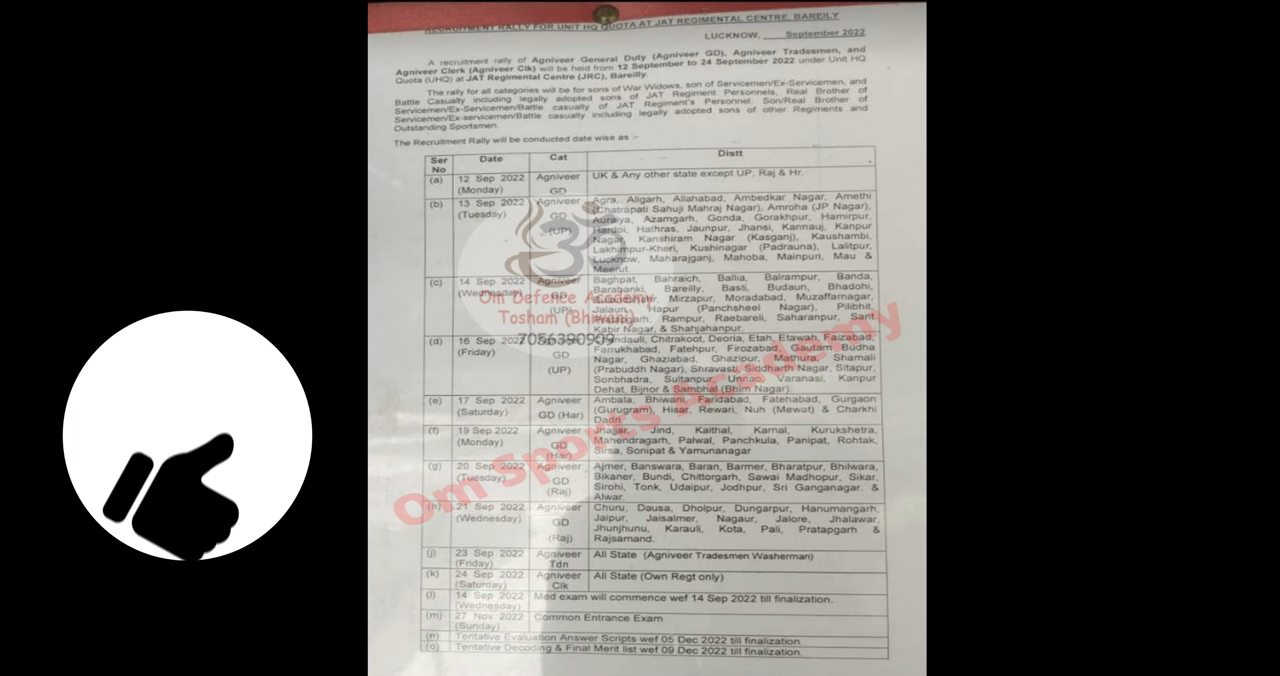 RECRUITMENT RALLY FOR UNIT HQ QUOTA AT JAT REGIMENTAL CENTRE, BAREILY
LUCKNOW, September 2022
A recruitment rally of Agniveer General Duty (Agniveer GD), Agniveer Tradesmen, and
Agniveer Clerk (Agniveer Clk) will be held from 12 September to 24 September 2022 under Unit HQ
Quota (UHQ) at JAT Regimental Centre (JRC), Bareilly.
The rally for all categories will be for sons of War Widows, son of Servicemen/Ex-Servicemen, and
Battle Casualty including legally adopted sons of JAT Regiment Personnels, Real Brother of
Servicemen/Ex-Servicemen/Battle casualty of JAT Regiment's Personnel. Son/Real Brother of
Servicemen/Ex-servicemen/Battle casualty including legally adopted sons of other Regiments and
Outstanding Sportsmen.
The Recruitment Rally will be conducted date wise as :-
Ser No Date Cat Distt
(a) 12 Sep 2022 Agniveer UK & Any other state except UP, Raj & Hr.
(Monday) GD
(b) 13 Sep 2022 Agniveer Agra, Aligarh, Allahabad, Ambedkar Nagar, Amethi
(Tuesday) GD (Chatrapati Sahuji Mahraj Nagar), Amroha (JP Nagar),
(UP) Auraiya, Azamgarh, Gonda, Gorakhpur, Hamirpur,
Hardoi, Hathras, Jaunpur, Jhansi, Kannauj, Kanpur
Nagar, Kanshiram Nagar (Kasganj), Kaushambi,
Lakhimpur-Kheri, Kushinagar (Padrauna), Lalitpur,
Lucknow, Maharajganj, Mahoba, Mainpuri, Mau &
Meerut.
(c) 14 Sep 2022 Agniveer Baghpat, Bahraich, Ballia, Balrampur, Banda,
(Wednesday) GD Barabanki, Bareilly, Basti, Budaun, Bhadohi,
(UP) Bulandshahr, Mirzapur, Moradabad, Muzaffarnagar,
Jalaun, Hapur (Panchsheel Nagar), Pilibhit,
Pratapgarh, Rampur, Raebareli, Saharanpur, Sant
Kabir Nagar, & Shahjahanpur.
(d) 16 Sep 2022 Chandauli, Chitrakoot, Deoria, Etah, Etawah, Faizabad,
(Friday) GD Farrukhabad, Fatehpur, Firozabad, Gautam Budha
(UP) Nagar, Ghaziabad, Ghazipur, Mathura, Shamali
(Prabuddh Nagar), Shravasti, Siddharth Nagar, Sitapur,
Sonbhadra, Sultanpur, Unnao, Varanasi, Kanpur
Dehat, Bijnor & Sambhal (Bhim Nagar).
(e) 17 Sep 2022 Agniveer Ambala, Bhiwani, Faridabad, Fatehabad, Gurgaon
(Saturday) GD (Har) (Gurugram), Hisar, Rewari, Nuh (Mewat) & Charkhi
Dadri
(f) 19 Sep 2022 Agniveer Jhajjar, Jind, Kaithal, Karnal, Kurukshetra,
(Monday) GD Mahendragarh, Palwal, Panchkula, Panipat, Rohtak,
(Har) Sirsa, Sonipat & Yamunanagar
(g) 20 Sep 2022 Agniveer Ajmer, Banswara, Baran, Barmer, Bharatpur, Bhilwara,
(Tuesday) GD Bikaner, Bundi, Chittorgarh, Sawai Madhopur, Sikar,
(Raj) Sirohi, Tonk, Udaipur, Jodhpur, Sri Ganganagar. &
Alwar.
(h) 21 Sep 2022 Agniveer Churu, Dausa, Dholpur, Dungarpur, Hanumangarh,
(Wednesday) GD Jaipur, Jaisalmer, Nagaur, Jalore, Jhalawar,
(Raj) Jhunjhunu, Karauli, Kota, Pali, Pratapgarh &
Rajsamand.
(j) 23 Sep 2022 Agniveer All State (Agniveer Tradesmen Washerman)
(Friday) Tdn
(k) 24 Sep 2022 Agniveer All State (Own Regt only)
(Saturday) Clk
(l) 14 Sep 2022 Med exam will commence wef 14 Sep 2022 till finalization.
(Wednesday)
(m) 27 Nov 2022 Common Entrance Exam
(Sunday)
(n) Tentative Evaluation Answer Scripts wef 05 Dec 2022 till finalization.
(o) Tentative Decoding & Final Merit list wef 09 Dec 2022 till finalization.
ॐ
Om Defence Academy
Tosham (Bhiwani)
7056390909
Om Sports Academy